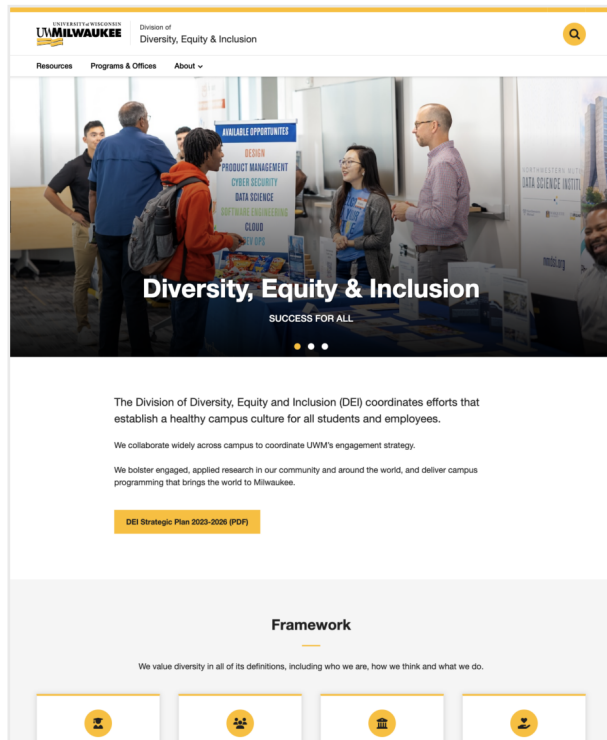 UNIVERSITY of WISCONSIN
UWMILWAUKEE
Division of
Diversity, Equity & Inclusion
Resources Programs & Offices About
AVAILABLE OPPORTUNITES
DESIGN
PRODUCT MANAGEMENT
CYBER SECURITY
DATA SCIENCE
SOFTWARE ENGINEERING
CLOUD
DEV OPS
DATA SCIENCE INSTIT
nmdsi.org
Diversity, Equity & Inclusion
SUCCESS FOR ALL
The Division of Diversity, Equity and Inclusion (DEI) coordinates efforts that
establish a healthy campus culture for all students and employees.
We collaborate widely across campus to coordinate UWM's engagement strategy.
We bolster engaged, applied research in our community and around the world, and deliver campus
programming that brings the world to Milwaukee.
DEI Strategic Plan 2023-2026 (PDF)
Framework
We value diversity in all of its definitions, including who we are, how we think and what we do.